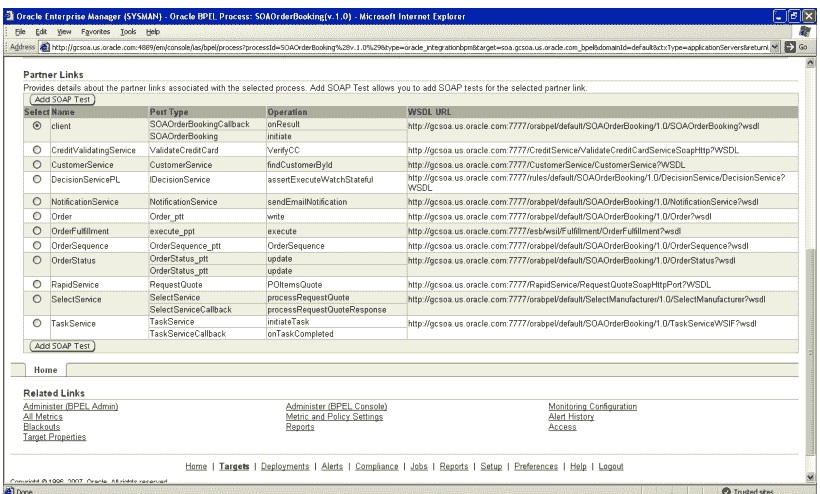 Oracle Enterprise Manager (SYSMAN) - Oracle BPEL Process: SOAOrderBooking(v. 1.0) - Microsoft Internet Explorer
File Edit View Favorites Tools Help
Address http://gcsoa.us.oracle.com:4889/em/console/ias/bpel/process?processId=SOAOrderBooking%28v.1.0%29&type=oracle_integrationbpm&target=soa.gcsoa.us.oracle.com_bpel&domainId=default&ctxType=applicationServers&returnl Go
Partner Links
Provides details about the partner links associated with the selected process. Add SOAP Test allows you to add SOAP tests for the selected partner link.
Add SOAP Test
Select Name Port Type Operation WSDL URL
client SOAOrderBookingCallback onResult http://gcsoa.us.oracle.com:7777/orabpel/default/SOAOrderBooking/1.0/SOAOrderBooking?wsdl
SOAOrderBooking initiate
CreditValidatingService ValidateCreditCard VerifyCC http://gcsoa.us.oracle.com:7777/CreditService/ValidateCreditCardServiceSoapHttp?WSDL
CustomerService CustomerService findCustomerById http://gcsoa.us.oracle.com:7777/CustomerService/CustomerService?WSDL
DecisionServicePL IDecisionService assertExecuteWatchStateful http://gcsoa.us.oracle.com:7777/rules/default/SOAOrderBooking/1.0/DecisionService/DecisionService?
WSDL
NotificationService NotificationService sendEmailNotification http://gcsoa.us.oracle.com:7777/orabpel/default/SOAOrderBooking/1.0/NotificationService?wsdl
Order Order_ptt write http://gcsoa.us.oracle.com:7777/orabpel/default/SOAOrderBooking/1.0/Order?wsdl
OrderFulfillment execute_ppt execute http://gcsoa.us.oracle.com:7777/esb/wsil/Fulfillment/OrderFulfillment?wsdl
OrderSequence OrderSequence_ptt OrderSequence http://gcsoa.us.oracle.com:7777/orabpel/default/SOAOrderBooking/1.0/OrderSequence?wsdl
OrderStatus OrderStatus_ptt update http://gcsoa.us.oracle.com:7777/orabpel/default/SOAOrderBooking/1.0/OrderStatus?wsdl
OrderStatus_ptt update
RapidService RequestQuote POItemsQuote http://gcsoa.us.oracle.com:7777/RapidService/RequestQuoteSoapHttpPort?WSDL
SelectService SelectService processRequestQuote http://gcsoa.us.oracle.com:7777/orabpel/default/SelectManufacturer/1.0/SelectManufacturer?wsdl
SelectServiceCallback processRequestQuoteResponse
TaskService TaskService initiateTask http://gcsoa.us.oracle.com:7777/orabpel/default/SOAOrderBooking/1.0/TaskServiceWSIF?wsdl
TaskServiceCallback onTaskCompleted
Add SOAP Test
Home
Related Links
Administer (BPEL Admin) Administer (BPEL Console) Monitoring Configuration
All Metrics Metric and Policy Settings Alert History
Blackouts Reports Access
Target Properties
Home | Targets | Deployments | Alerts | Compliance | Jobs | Reports | Setup | Preferences | Help | Logout
Copyright © 1996, 2007, Oracle. All rights reserved.
Done Trusted sites